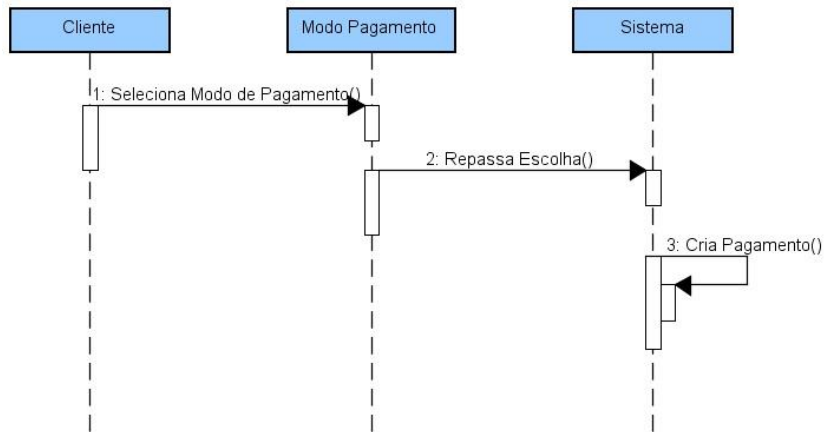 Cliente
Modo Pagamento
Sistema
1: Seleciona Modo de Pagamento()
2: Repassa Escolha()
3: Cria Pagamento()